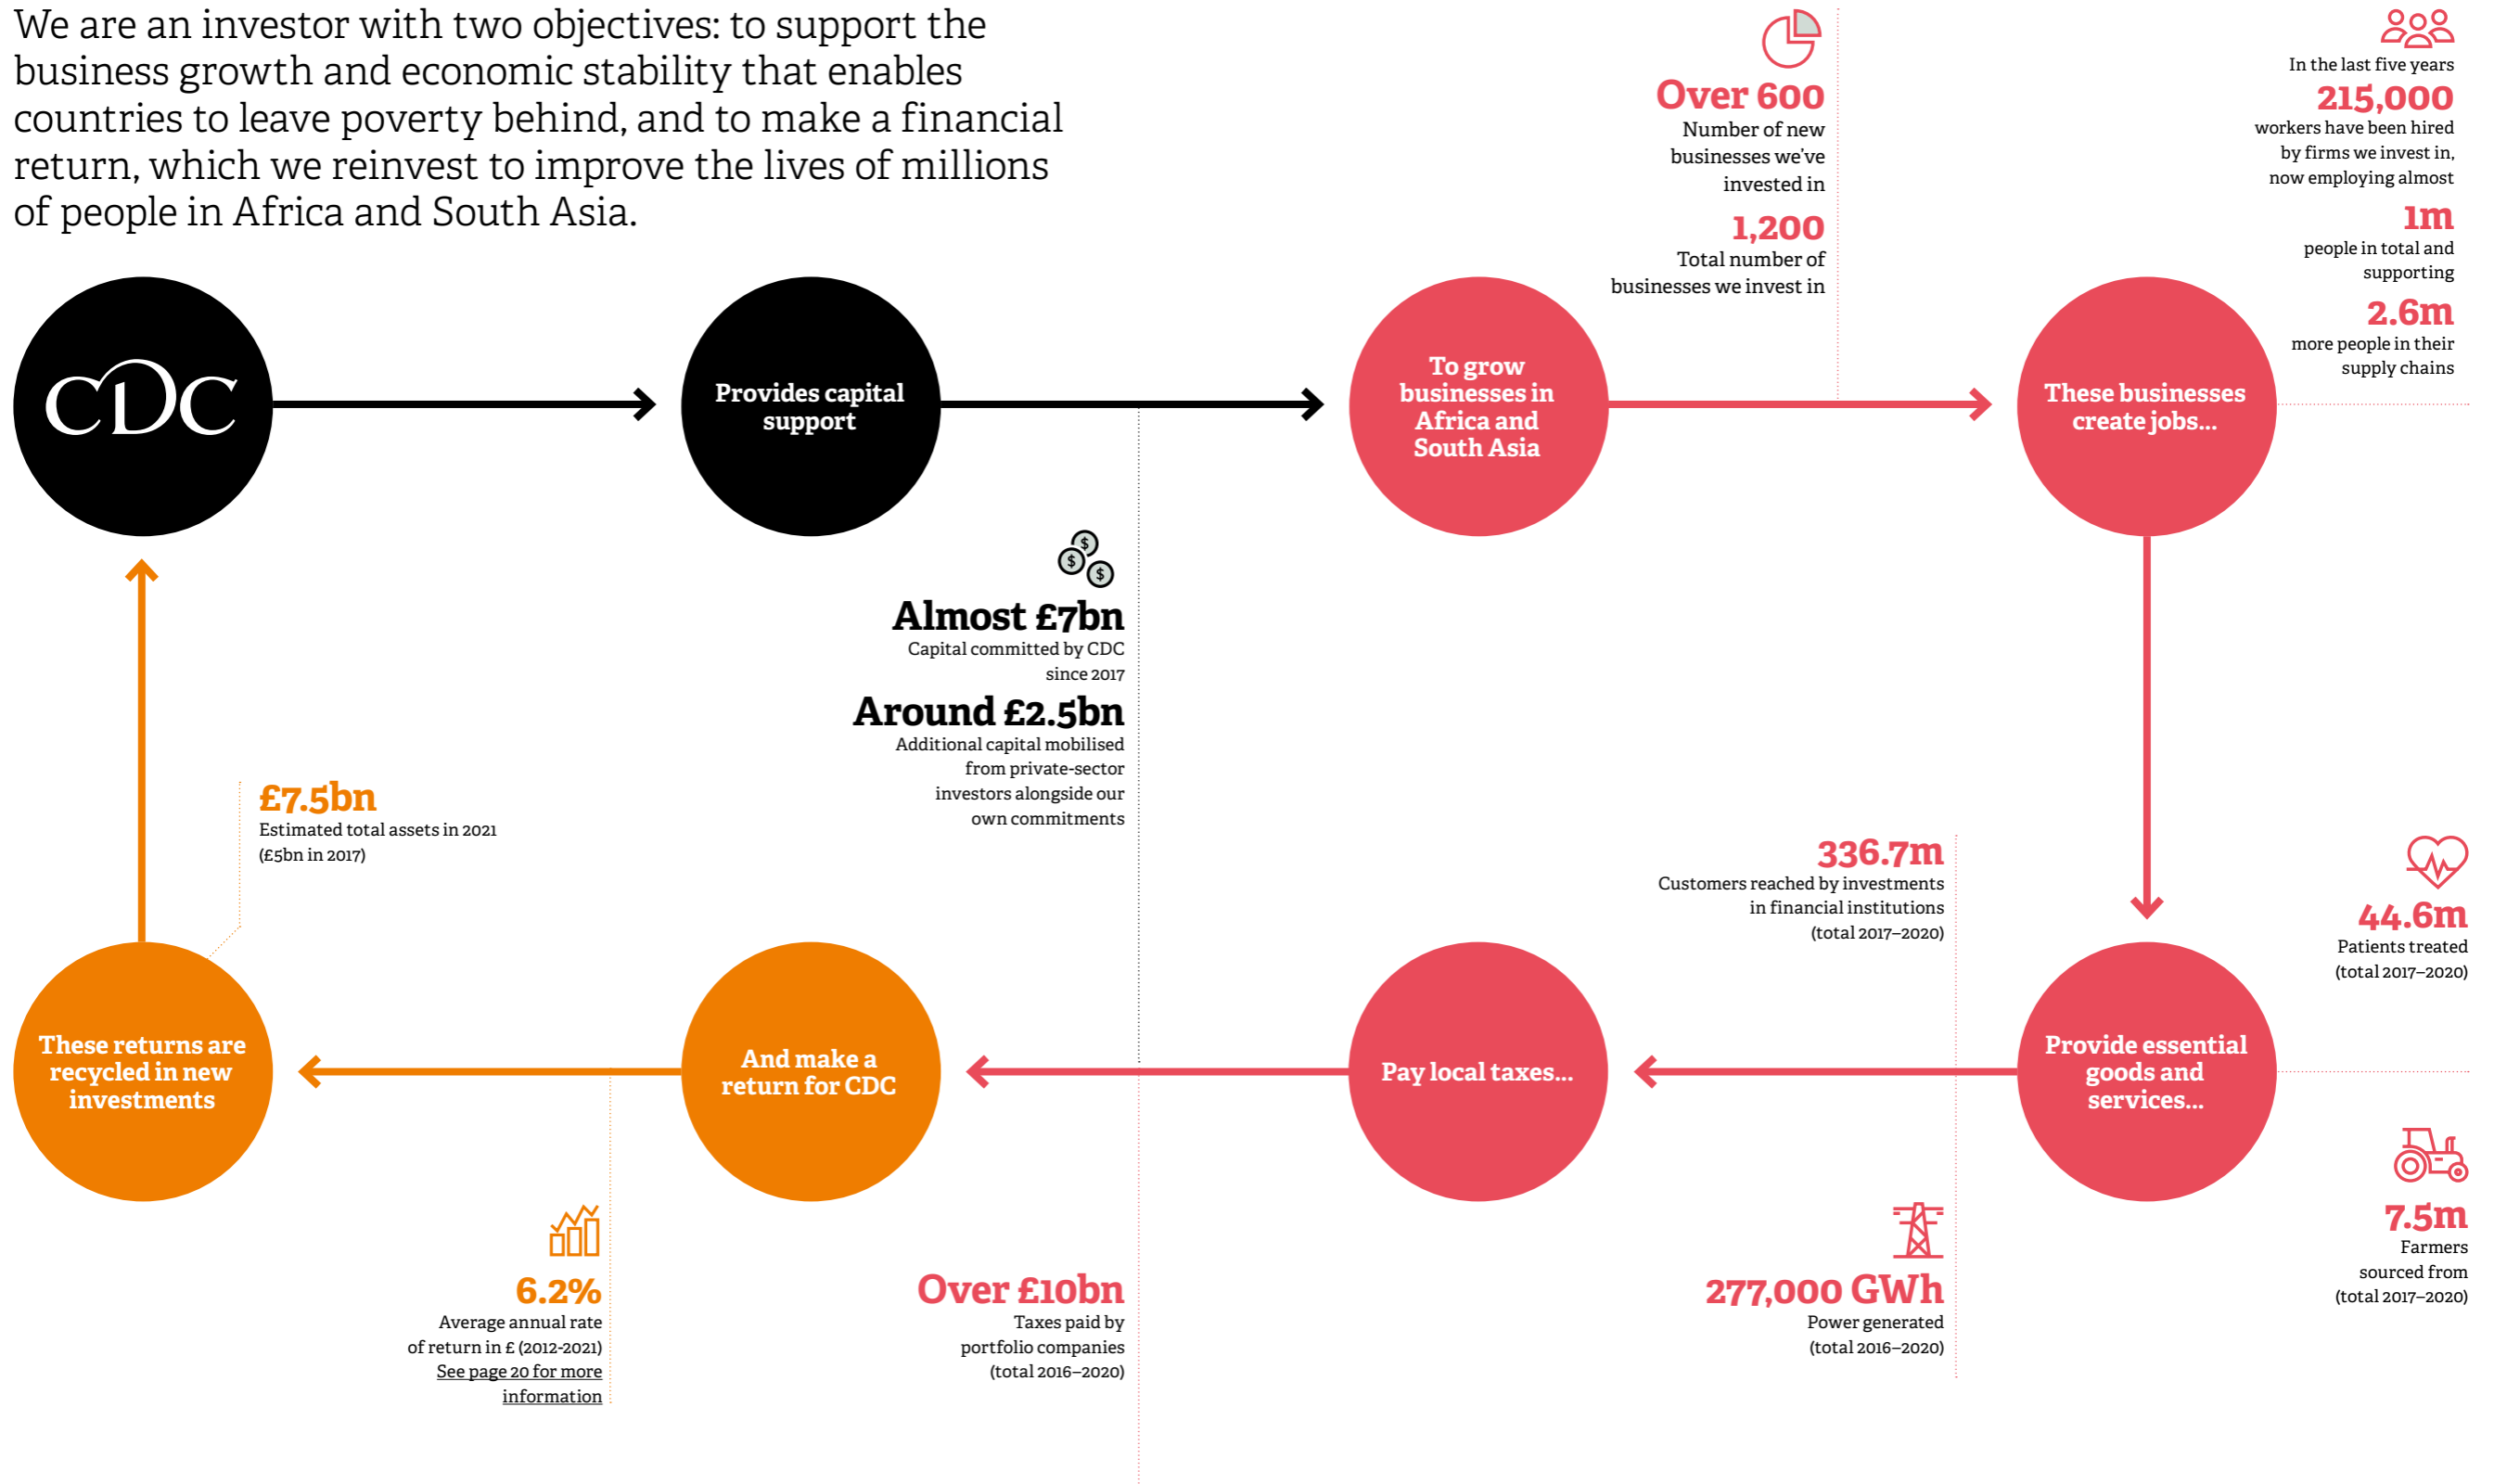 We are an investor with two objectives: to support the
business growth and economic stability that enables
countries to leave poverty behind, and to make a financial
return, which we reinvest to improve the lives of millions
of people in Africa and South Asia.
CDC
Provides capital
support
Almost £7bn
Capital committed by CDC
since 2017
Around £2.5bn
Additional capital mobilised
from private-sector
investors alongside our
own commitments
To grow
businesses in
Africa and
South Asia
Over 600
Number of new
businesses we've
invested in
1,200
Total number of
businesses we invest in
These businesses
create jobs...
In the last five years
215,000
workers have been hired
by firms we invest in,
now employing almost
1m
people in total and
supporting
2.6m
more people in their
supply chains
Provide essential
goods and
services...
44.6m
Patients treated
(total 2017–2020)
7.5m
Farmers
sourced from
(total 2017–2020)
336.7m
Customers reached by investments
in financial institutions
(total 2017–2020)
277,000 GWh
Power generated
(total 2016–2020)
Pay local taxes...
Over £10bn
Taxes paid by
portfolio companies
(total 2016–2020)
And make a
return for CDC
6.2%
Average annual rate
of return in £ (2012-2021)
See page 20 for more
information
These returns are
recycled in new
investments
£7.5bn
Estimated total assets in 2021
(£5bn in 2017)